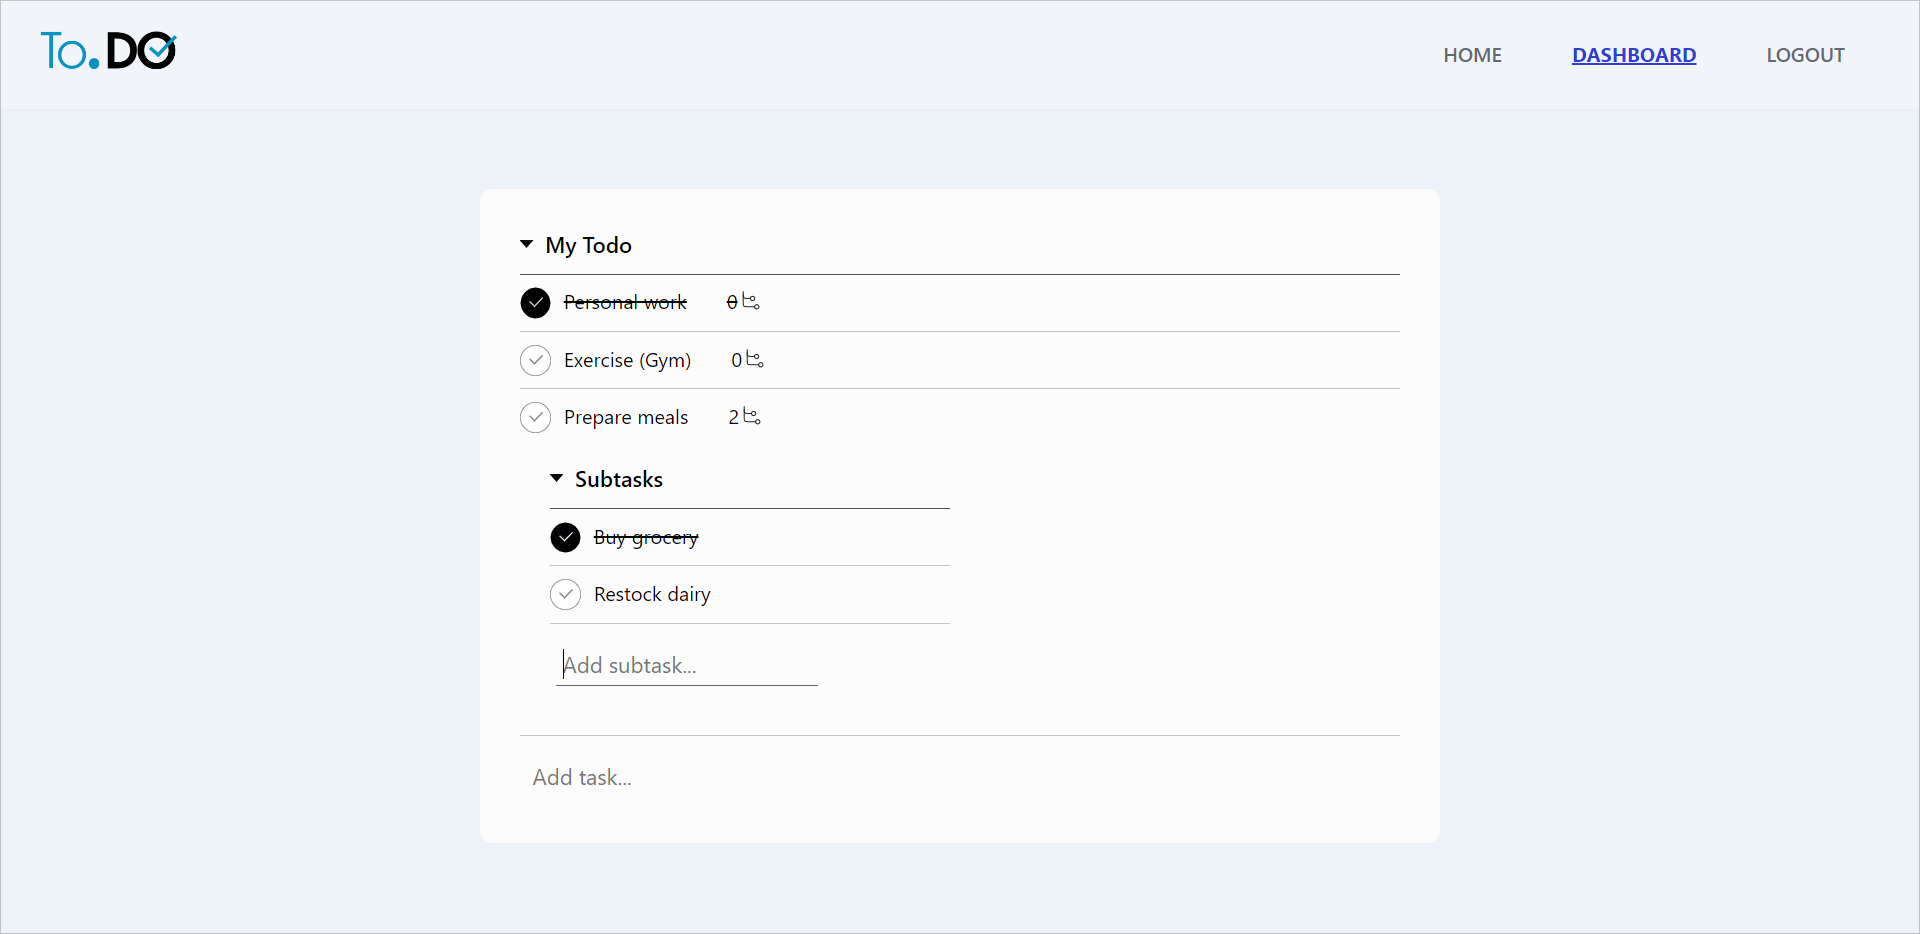 To.DO
HOME DASHBOARD LOGOUT
My Todo
Personal work 0
Exercise (Gym) 0
Prepare meals 2
Subtasks
Buy grocery
Restock dairy
Add subtask...
Add task...